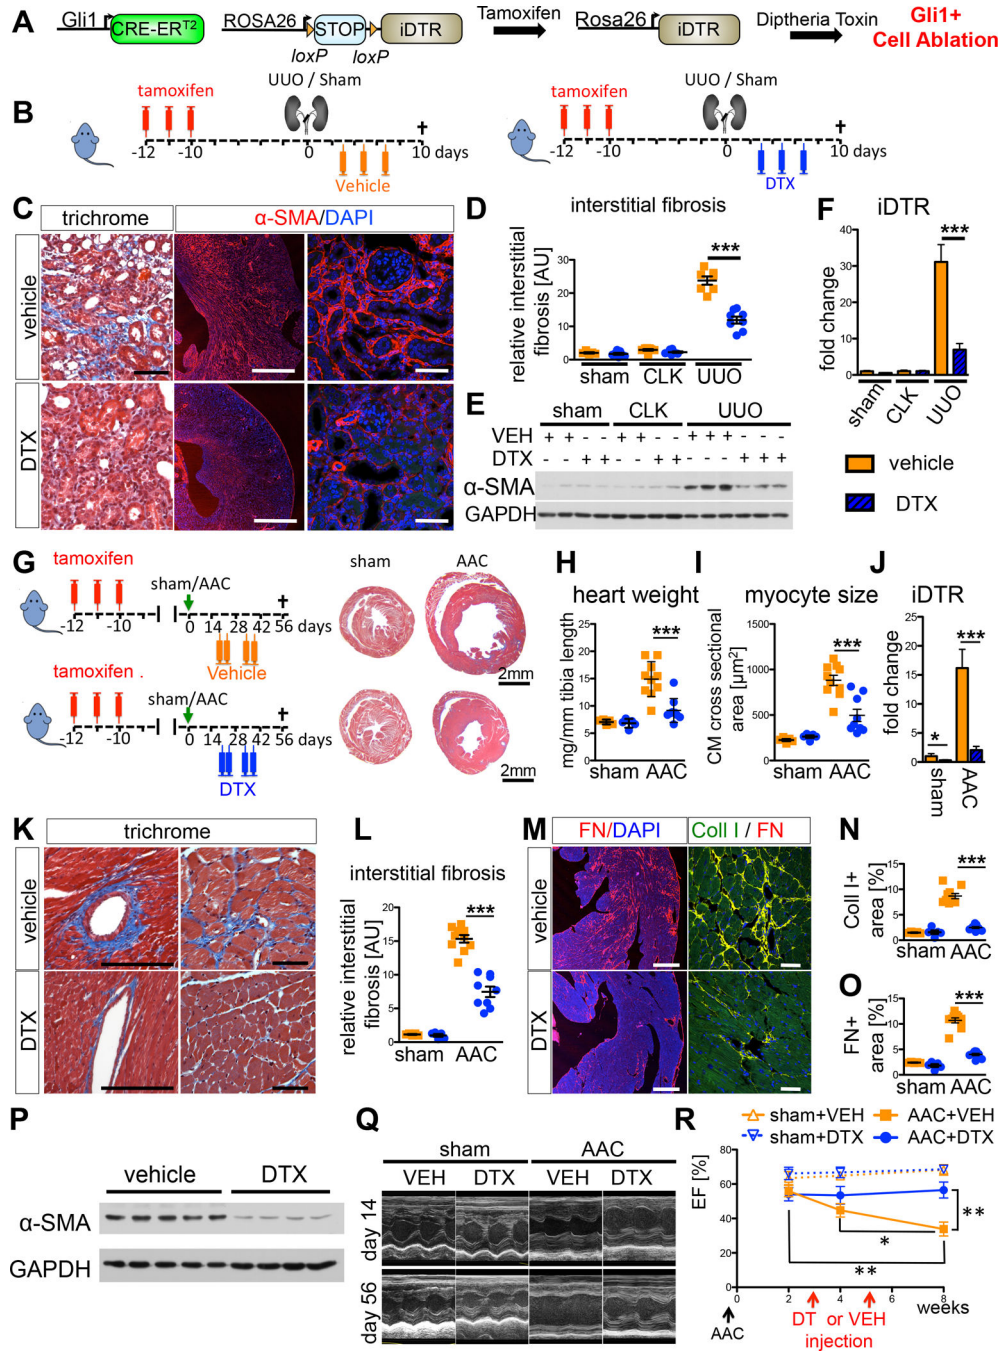 A
Gli1
CRE-ER^T2
ROSA26
STOP
iDTR
loxP
loxP
Tamoxifen
Rosa26
iDTR
Diptheria Toxin
Gli1+
Cell Ablation
B
UUO / Sham
tamoxifen
-12
-10
0
10 days
Vehicle
UUO / Sham
tamoxifen
-12
-10
0
10 days
DTX
C
trichrome
α-SMA/DAPI
vehicle
DTX
D
interstitial fibrosis
relative interstitial
fibrosis [AU]
30
20
10
0
***
sham
CLK
UUO
E
sham
CLK
UUO
VEH + + - - + + - - + + + - - -
DTX - - + + - - + + - - - + + +
α-SMA
GAPDH
F
iDTR
fold change
40
30
20
10
0
***
sham
CLK
UUO
vehicle
DTX
G
tamoxifen
sham/AAC
-12
-10
0
14
28
42
56
days
Vehicle
tamoxifen .
sham/AAC
-12
-10
0
14
28
42
56
days
DTX
sham
AAC
2mm
2mm
H
heart weight
mg/mm tibia length
25
20
15
10
5
0
***
sham
AAC
I
myocyte size
CM cross sectional
area [µm²]
1500
1000
500
0
***
sham
AAC
J
iDTR
fold change
20
15
10
5
0
*
***
sham
AAC
K
trichrome
vehicle
DTX
L
interstitial fibrosis
relative interstitial
fibrosis [AU]
20
15
10
5
0
***
sham
AAC
M
FN/DAPI
Coll I / FN
vehicle
DTX
N
Coll I+
area [%]
20
15
10
5
0
***
sham
AAC
O
FN+
area [%]
20
15
10
5
0
***
sham
AAC
P
vehicle
DTX
α-SMA
GAPDH
Q
sham
AAC
VEH
DTX
VEH
DTX
day 14
day 56
R
sham+VEH
AAC+VEH
sham+DTX
AAC+DTX
EF [%]
80
60
40
20
0
**
*
**
0
2
4
6
8
weeks
AAC
DT or VEH
injection